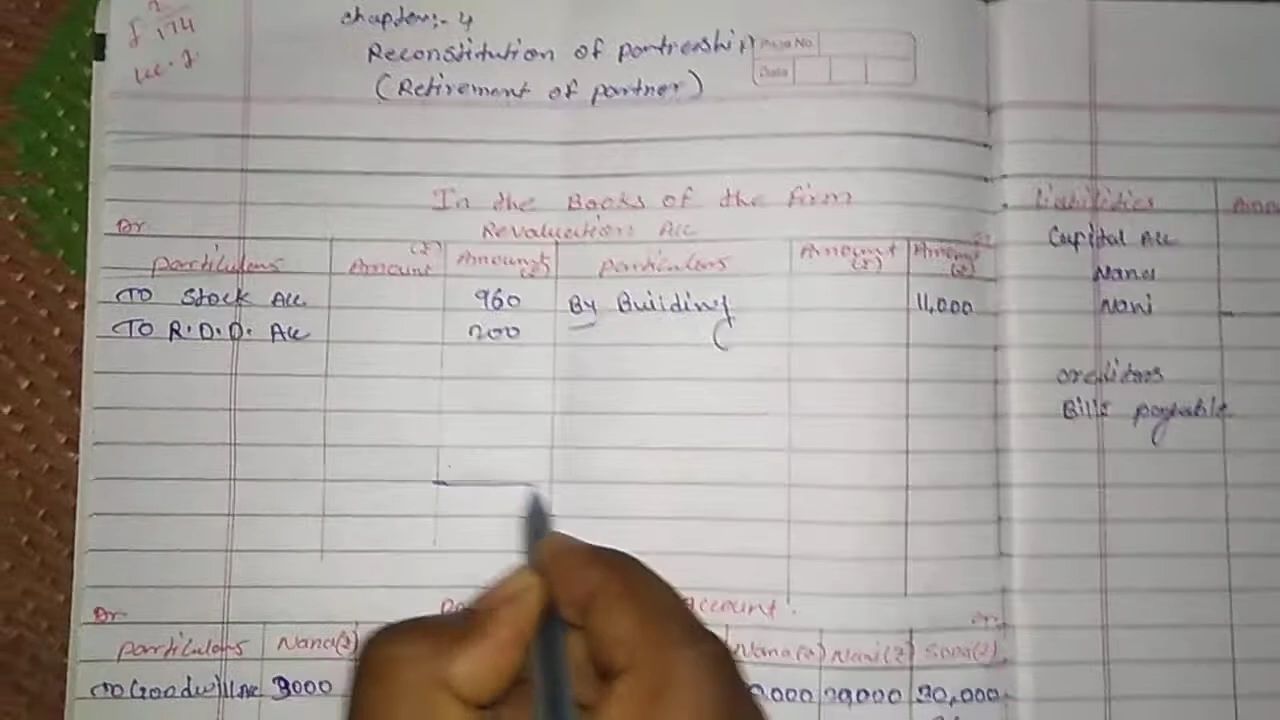 chapter:- 4
Reconstitution of partnership
Page No.
Date
(Retirement of partner)
In the Books of the firm
Revaluation A/c
Dr.
particulars Amount (₹) Amount (₹) particulars Amount (₹) Amount (₹)
To Stock A/c 960 By Building 11,000
To R.D.D. A/c 200
Liabilities
Capital A/c
Nana
Nani
creditors
Bills payable
Dr. account.
particulars Nana(₹) Nana(₹) Nani(₹) Sona(₹)
To Goodwill A/c 3000 30,000